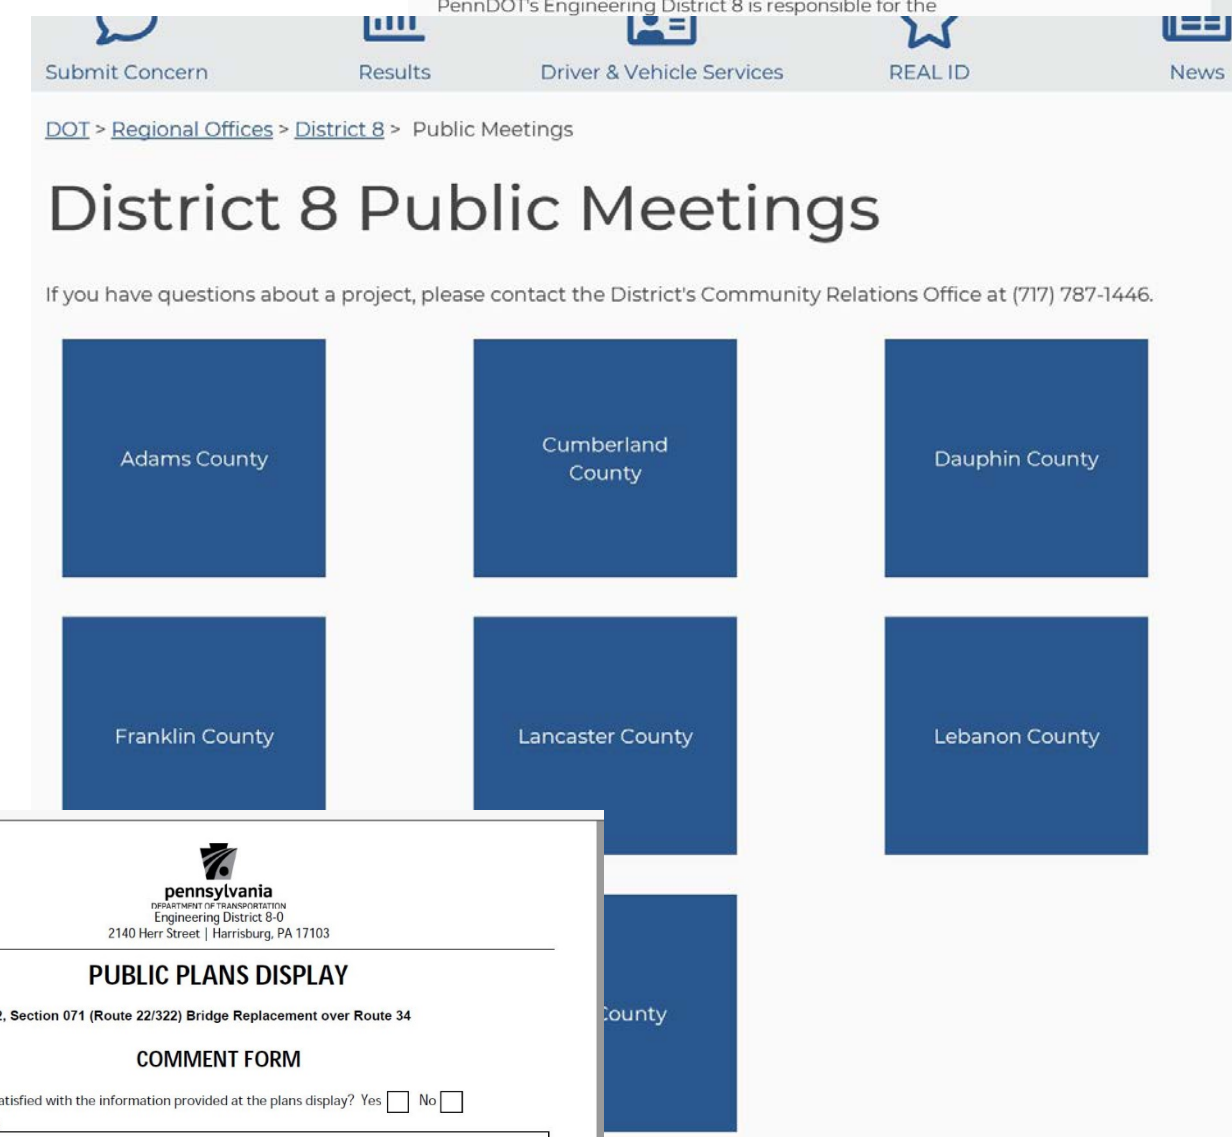 PennDOT's Engineering District 8 is responsible for the
Submit Concern
Results
Driver & Vehicle Services
REAL ID
News
DOT > Regional Offices > District 8 > Public Meetings
District 8 Public Meetings
If you have questions about a project, please contact the District's Community Relations Office at (717) 787-1446.
Adams County
Cumberland
County
Dauphin County
Franklin County
Lancaster County
Lebanon County
County
pennsylvania
DEPARTMENT OF TRANSPORTATION
Engineering District 8-0
2140 Herr Street | Harrisburg, PA 17103
PUBLIC PLANS DISPLAY
, Section 071 (Route 22/322) Bridge Replacement over Route 34
COMMENT FORM
atisfied with the information provided at the plans display? Yes No